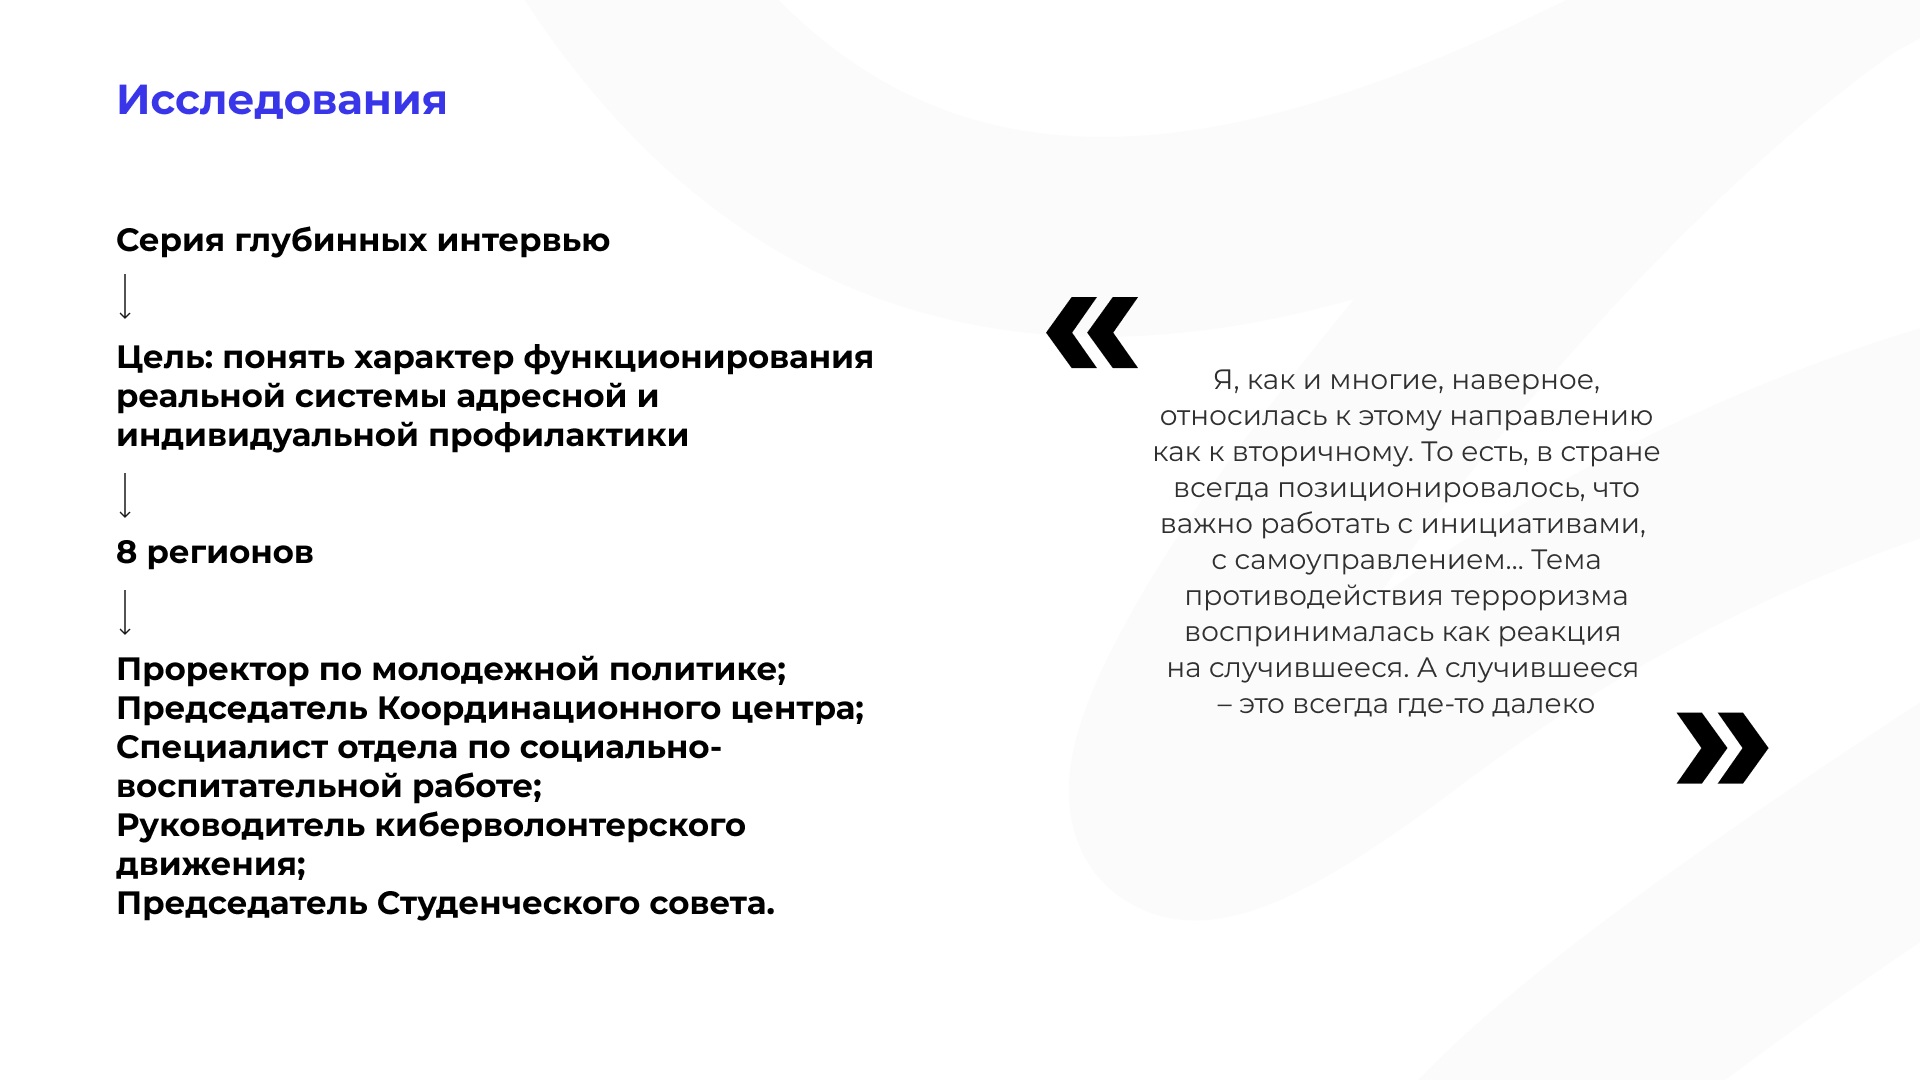 Исследования
Серия глубинных интервью
↓
Цель: понять характер функционирования
реальной системы адресной и
индивидуальной профилактики
↓
8 регионов
↓
Проректор по молодежной политике;
Председатель Координационного центра;
Специалист отдела по социально-
воспитательной работе;
Руководитель киберволонтерского
движения;
Председатель Студенческого совета.
«
Я, как и многие, наверное,
относилась к этому направлению
как к вторичному. То есть, в стране
всегда позиционировалось, что
важно работать с инициативами,
с самоуправлением... Тема
противодействия терроризма
воспринималась как реакция
на случившееся. А случившееся
– это всегда где-то далеко
»